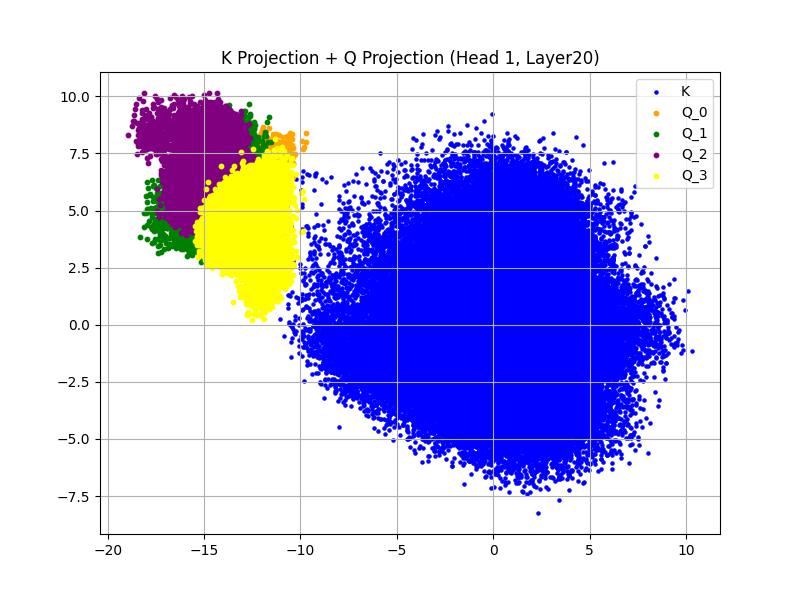 K Projection + Q Projection (Head 1, Layer20)
K
Q_0
Q_1
Q_2
Q_3
10.0
7.5
5.0
2.5
0.0
−2.5
−5.0
−7.5
−20 −15 −10 −5 0 5 10